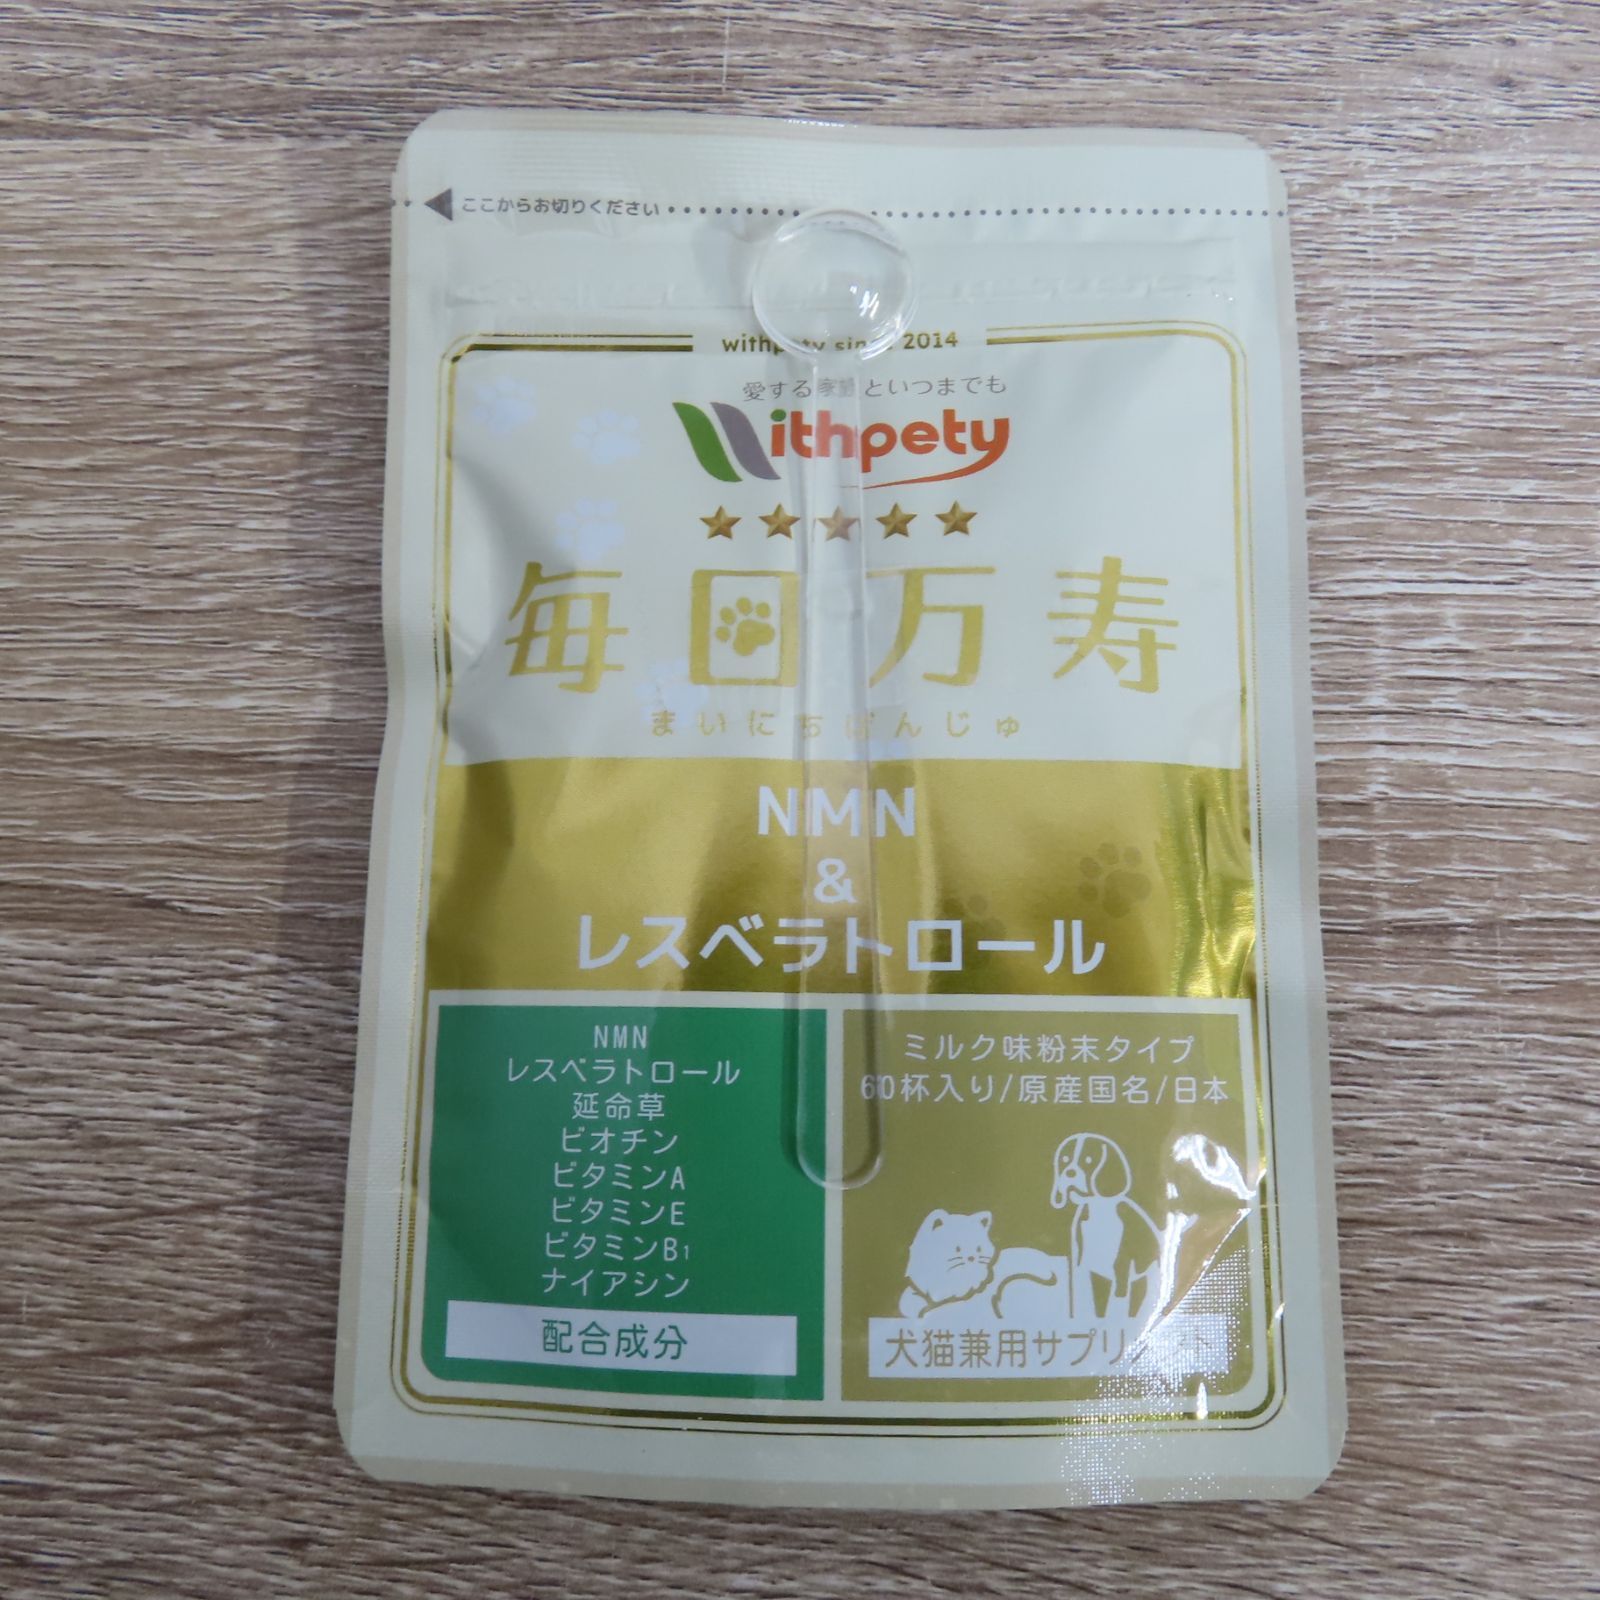 ここからお切りください
withpety since 2014
愛する家族といつまでも
Withpety
毎日万寿
まいにちばんじゅ
NMN
&
レスベラトロール
NMN
レスベラトロール
延命草
ビオチン
ビタミンA
ビタミンE
ビタミンB1
ナイアシン
配合成分
ミルク味粉末タイプ
杯入り/原産国名/日本
犬猫兼用サプリメント